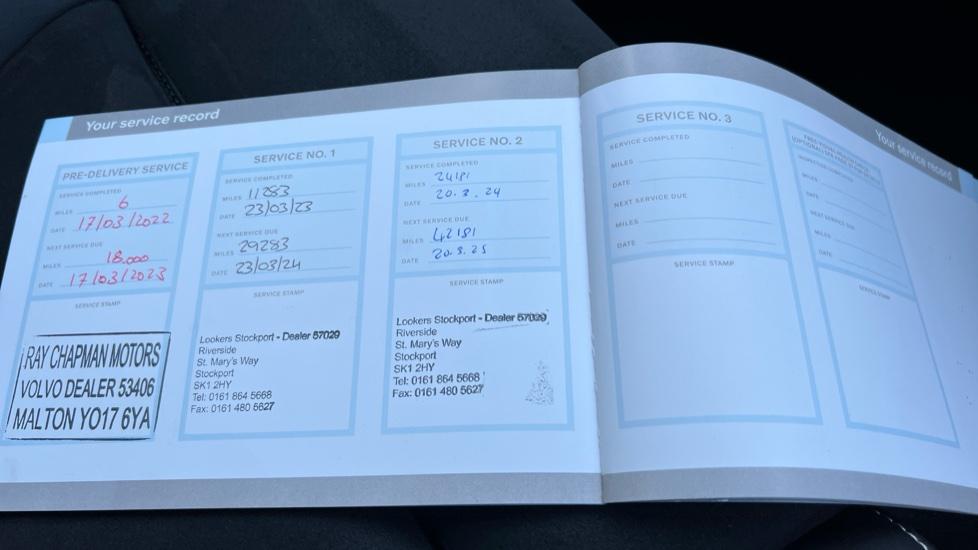 Your service record
PRE-DELIVERY SERVICE
SERVICE COMPLETED
MILES 6
DATE 17/03/2022
NEXT SERVICE DUE
MILES 18,000
DATE 17/03/2023
SERVICE STAMP
RAY CHAPMAN MOTORS
VOLVO DEALER 53406
MALTON YO17 6YA
SERVICE NO. 1
SERVICE COMPLETED
MILES 11283
DATE 23/03/23
NEXT SERVICE DUE
MILES 29283
DATE 23/03/24
SERVICE STAMP
Lookers Stockport - Dealer 57029
Riverside
St. Mary's Way
Stockport
SK1 2HY
Tel: 0161 864 5668
Fax: 0161 480 5627
SERVICE NO. 2
SERVICE COMPLETED
MILES 24181
DATE 20.3.24
NEXT SERVICE DUE
MILES 42181
DATE 20.3.25
SERVICE STAMP
Lookers Stockport - Dealer 57029
Riverside
St. Mary's Way
Stockport
SK1 2HY
Tel: 0161 864 5668
Fax: 0161 480 5627
SERVICE NO. 3
SERVICE COMPLETED
MILES
DATE
NEXT SERVICE DUE
MILES
DATE
SERVICE STAMP
Your service record
MILES
DATE
NEXT SERVICE DUE
MILES
DATE
SERVICE STAMP